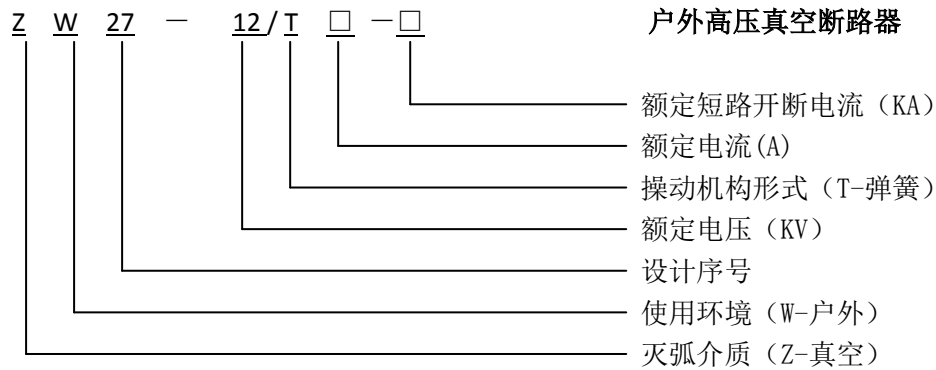 Z W 27 － 12/T □ －□ 户外高压真空断路器
额定短路开断电流（KA）
额定电流(A)
操动机构形式（T-弹簧）
额定电压（KV）
设计序号
使用环境（W-户外）
灭弧介质（Z-真空）